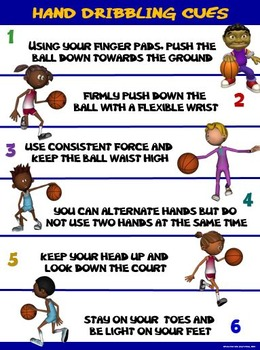 HAND DRIBBLING CUES
1
USING YOUR FINGER PADS, PUSH THE
BALL DOWN TOWARDS THE GROUND
2
FIRMLY PUSH DOWN THE
BALL WITH A FLEXIBLE WRIST
3
USE CONSISTENT FORCE AND
KEEP THE BALL WAIST HIGH
4
YOU CAN ALTERNATE HANDS BUT DO
NOT USE TWO HANDS AT THE SAME TIME
5
KEEP YOUR HEAD UP AND
LOOK DOWN THE COURT
6
STAY ON YOUR TOES AND
BE LIGHT ON YOUR FEET